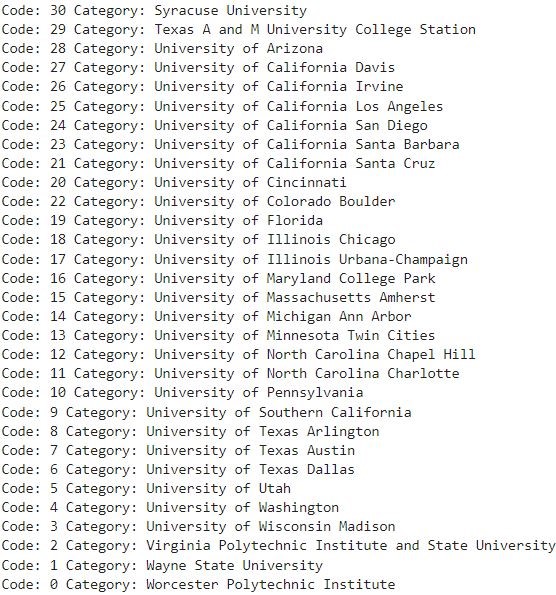 Code: 30 Category: Syracuse University
Code: 29 Category: Texas A and M University College Station
Code: 28 Category: University of Arizona
Code: 27 Category: University of California Davis
Code: 26 Category: University of California Irvine
Code: 25 Category: University of California Los Angeles
Code: 24 Category: University of California San Diego
Code: 23 Category: University of California Santa Barbara
Code: 21 Category: University of California Santa Cruz
Code: 20 Category: University of Cincinnati
Code: 22 Category: University of Colorado Boulder
Code: 19 Category: University of Florida
Code: 18 Category: University of Illinois Chicago
Code: 17 Category: University of Illinois Urbana-Champaign
Code: 16 Category: University of Maryland College Park
Code: 15 Category: University of Massachusetts Amherst
Code: 14 Category: University of Michigan Ann Arbor
Code: 13 Category: University of Minnesota Twin Cities
Code: 12 Category: University of North Carolina Chapel Hill
Code: 11 Category: University of North Carolina Charlotte
Code: 10 Category: University of Pennsylvania
Code: 9 Category: University of Southern California
Code: 8 Category: University of Texas Arlington
Code: 7 Category: University of Texas Austin
Code: 6 Category: University of Texas Dallas
Code: 5 Category: University of Utah
Code: 4 Category: University of Washington
Code: 3 Category: University of Wisconsin Madison
Code: 2 Category: Virginia Polytechnic Institute and State University
Code: 1 Category: Wayne State University
Code: 0 Category: Worcester Polytechnic Institute